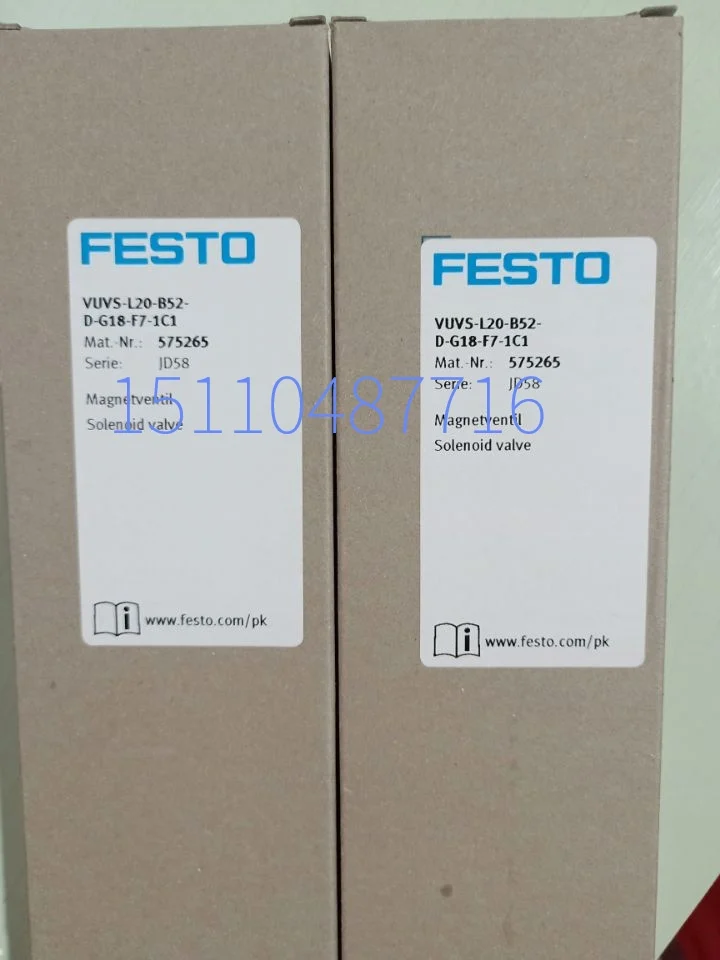 FESTO
VUVS-L20-B52-
D-G18-F7-1C1
Mat.-Nr.: 575265
Serie: JD58
Magnetventil
Solenoid valve
i www.festo.com/pk
FESTO
VUVS-L20-B52-
D-G18-F7-1C1
Mat.-Nr.: 575265
Serie: JD58
Magnetventil
Solenoid valve
i www.festo.com/pk
15110487716